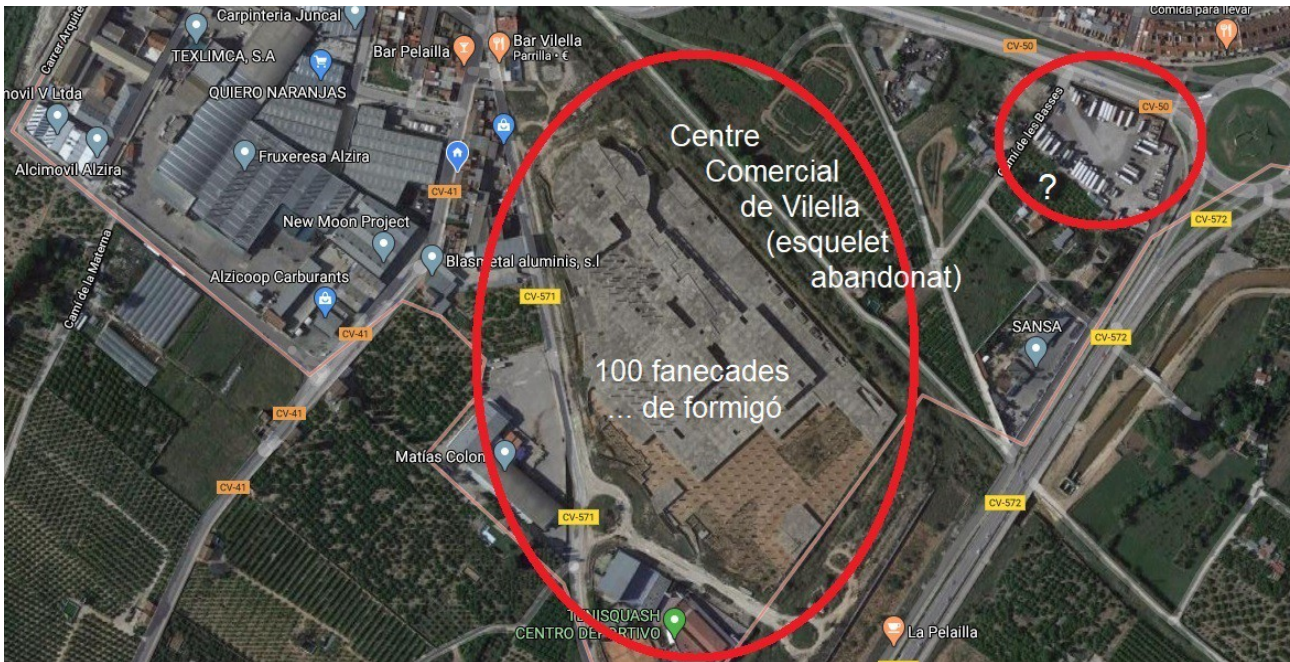 Carpinteria Juncal
Comida para llevar
Carrer Arquite
TEXLIMCA, S.A
Bar Pelailla
Bar Vilella
Parrilla • €
CV-50
QUIERO NARANJAS
movil V Ltda
CV-50
Camí de les Basses
Centre
Comercial
de Vilella
(esquelet
abandonat)
?
Fruxeresa Alzira
Alcimovil Alzira
CV-41
New Moon Project
CV-572
Blasmetal aluminis, s.l
Alzicoop Carburants
Camí de la Materna
CV-571
CV-41
SANSA
CV-572
100 fanecades
... de formigó
CV-41
Matías Colom
CV-41
CV-572
CV-571
TENISQUASH
CENTRO DEPORTIVO
La Pelailla